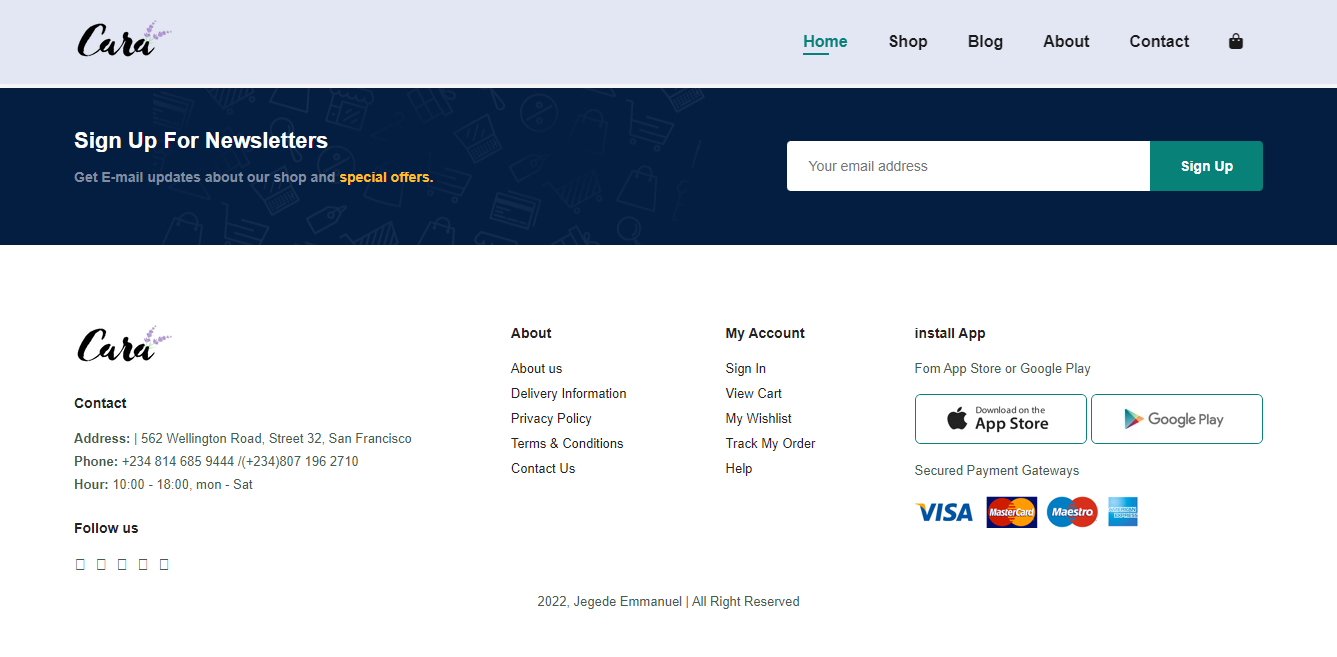 Cara
Home Shop Blog About Contact
Sign Up For Newsletters
Get E-mail updates about our shop and special offers.
Your email address
Sign Up
Cara
Contact
Address: | 562 Wellington Road, Street 32, San Francisco
Phone: +234 814 685 9444 /(+234)807 196 2710
Hour: 10:00 - 18:00, mon - Sat
Follow us
About
About us
Delivery Information
Privacy Policy
Terms & Conditions
Contact Us
My Account
Sign In
View Cart
My Wishlist
Track My Order
Help
install App
Fom App Store or Google Play
Download on the
App Store
Google Play
Secured Payment Gateways
VISA MasterCard Maestro AMERICAN
EXPRESS
2022, Jegede Emmanuel | All Right Reserved